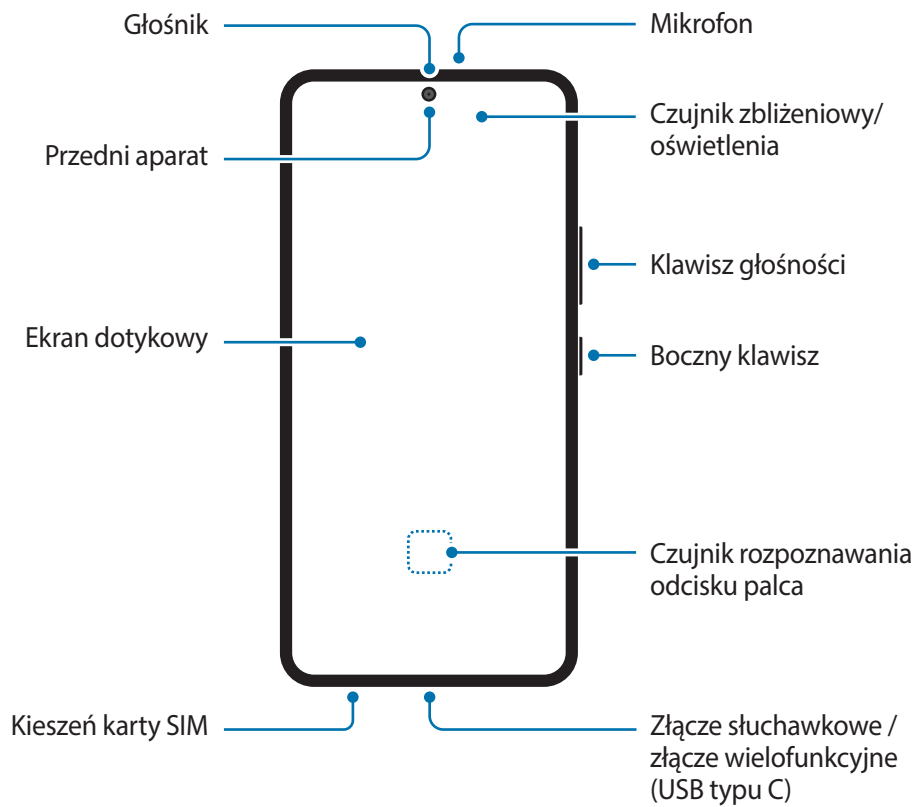 Głośnik
Mikrofon
Czujnik zbliżeniowy/
oświetlenia
Przedni aparat
Klawisz głośności
Ekran dotykowy
Boczny klawisz
Czujnik rozpoznawania
odcisku palca
Kieszeń karty SIM
Złącze słuchawkowe /
złącze wielofunkcyjne
(USB typu C)